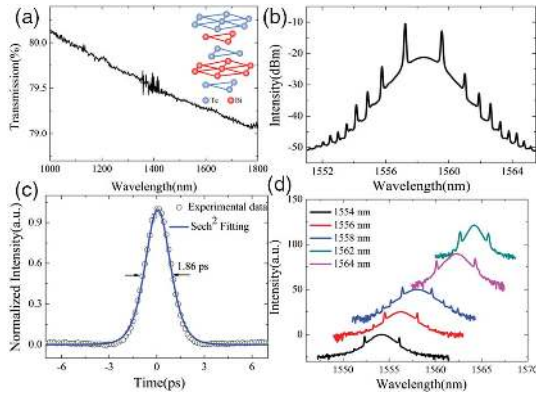 (a)
Transmission(%)
80.0
79.5
79.0
1000
1200
1400
1600
1800
Wavelength(nm)
Te
Bi
(b)
Intensity(dBm)
-10
-20
-30
-40
-50
1552
1556
1560
1564
Wavelength(nm)
(c)
Normalized Intensity(a.u.)
0.9
0.6
0.3
0.0
-6
-3
0
3
6
Time(ps)
Experimental data
Sech² Fitting
1.86 ps
(d)
Intensity(a.u.)
150
100
50
0
1550
1555
1560
1565
1570
Wavelength(nm)
1554 nm
1556 nm
1558 nm
1562 nm
1564 nm